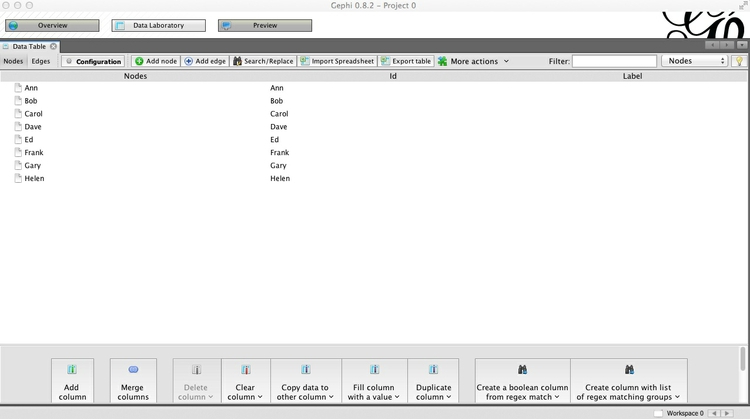 Gephi 0.8.2 - Project 0
Overview Data Laboratory Preview
Data Table
Nodes Edges Configuration Add node Add edge Search/Replace Import Spreadsheet Export table More actions Filter: Nodes
Nodes Id Label
Ann Ann
Bob Bob
Carol Carol
Dave Dave
Ed Ed
Frank Frank
Gary Gary
Helen Helen
Add column
Merge columns
Delete column
Clear column
Copy data to other column
Fill column with a value
Duplicate column
Create a boolean column from regex match
Create column with list of regex matching groups
Workspace 0